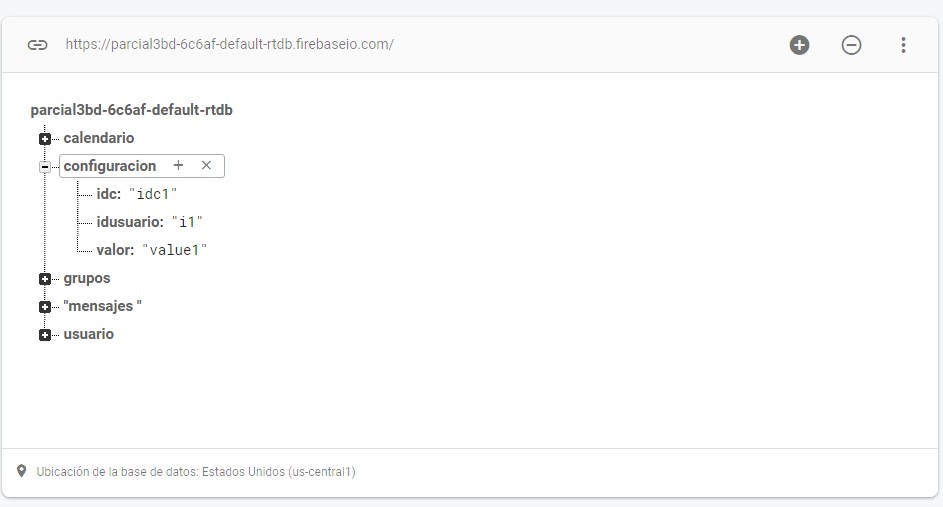 https://parcial3bd-6c6af-default-rtdb.firebaseio.com/
parcial3bd-6c6af-default-rtdb
calendario
configuracion
idc: "idc1"
idusuario: "i1"
valor: "value1"
grupos
"mensajes "
usuario
Ubicación de la base de datos: Estados Unidos (us-central1)